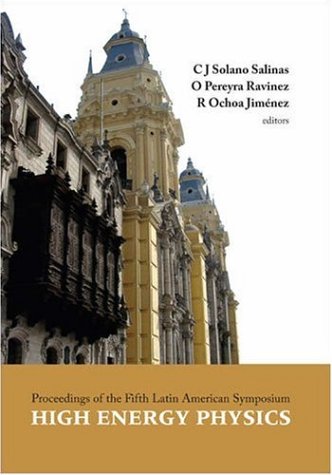 C J Solano Salinas
O Pereyra Ravinez
R Ochoa Jiménez
editors
Proceedings of the Fifth Latin American Symposium
HIGH ENERGY PHYSICS